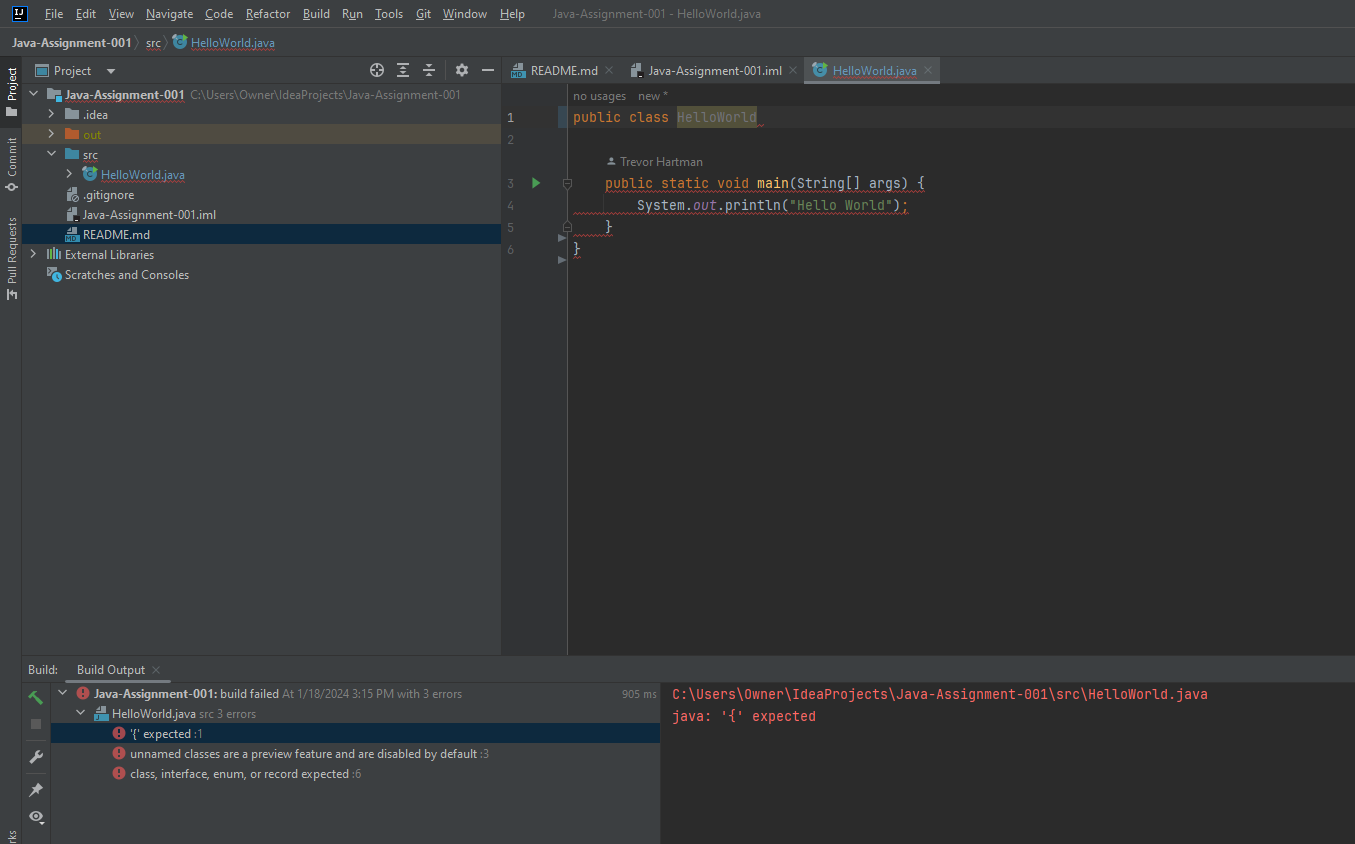 IJ File Edit View Navigate Code Refactor Build Run Tools Git Window Help Java-Assignment-001 - HelloWorld.java
Java-Assignment-001 src HelloWorld.java
Project
README.md Java-Assignment-001.iml HelloWorld.java
Project
Commit
Pull Requests
rks
Java-Assignment-001 C:\Users\Owner\IdeaProjects\Java-Assignment-001
.idea
out
src
HelloWorld.java
.gitignore
Java-Assignment-001.iml
README.md
External Libraries
Scratches and Consoles
no usages new *
1 public class HelloWorld
2
Trevor Hartman
3 public static void main(String[] args) {
4 System.out.println("Hello World");
5 }
6 }
Build: Build Output
Java-Assignment-001: build failed At 1/18/2024 3:15 PM with 3 errors 905 ms
HelloWorld.java src 3 errors
'{' expected :1
unnamed classes are a preview feature and are disabled by default :3
class, interface, enum, or record expected :6
C:\Users\Owner\IdeaProjects\Java-Assignment-001\src\HelloWorld.java
java: '{' expected